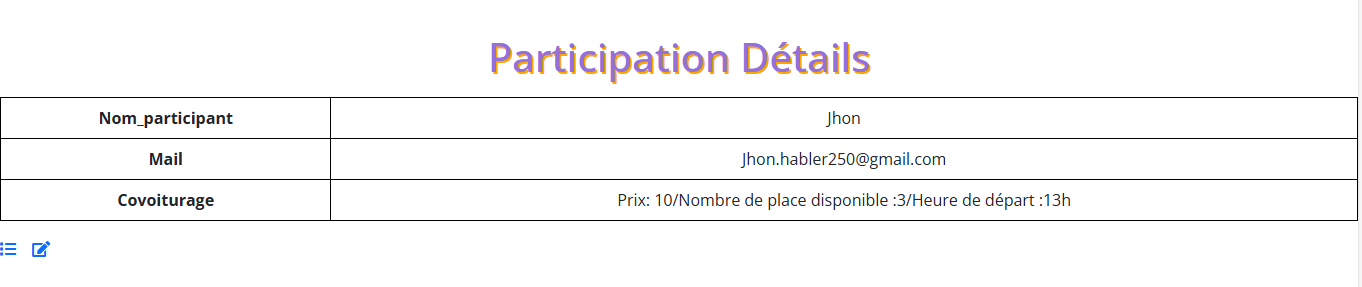 Participation Détails
Nom_participant Jhon
Mail Jhon.habler250@gmail.com
Covoiturage Prix: 10/Nombre de place disponible :3/Heure de départ :13h